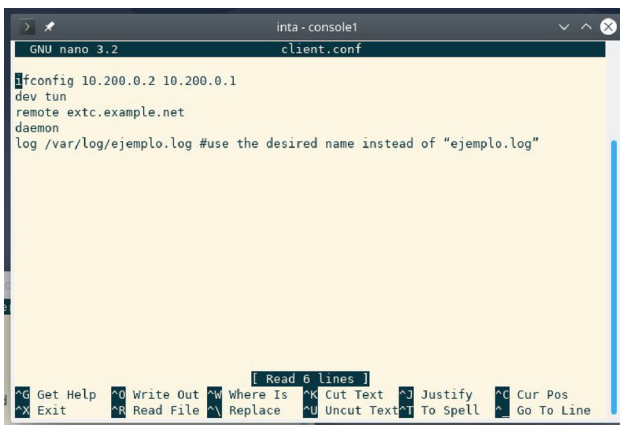 inta - console1
GNU nano 3.2 client.conf
ifconfig 10.200.0.2 10.200.0.1
dev tun
remote extc.example.net
daemon
log /var/log/ejemplo.log #use the desired name instead of “ejemplo.log”
[ Read 6 lines ]
^G Get Help ^O Write Out ^W Where Is ^K Cut Text ^J Justify ^C Cur Pos
^X Exit ^R Read File ^\ Replace ^U Uncut Text ^T To Spell ^_ Go To Line